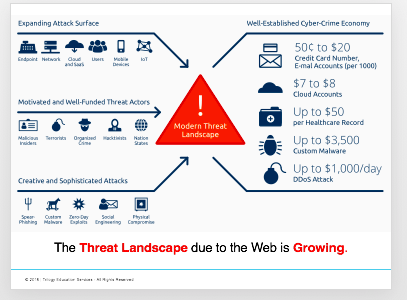 Expanding Attack Surface
Endpoint
Network
Cloud
and SaaS
Users
Mobile
Devices
IoT
Motivated and Well-Funded Threat Actors
Malicious
Insiders
Terrorists
Organized
Crime
Hacktivists
Nation
States
Creative and Sophisticated Attacks
Spear-
Phishing
Custom
Malware
Zero-Day
Exploits
Social
Engineering
Physical
Compromise
!
Modern Threat
Landscape
Well-Established Cyber-Crime Economy
50¢ to $20
Credit Card Number,
E-mal Accounts (per 1000)
$7 to $8
Cloud Accounts
Up to $50
per Healthcare Record
Up to $3,500
Custom Malware
Up to $1,000/day
DDoS Attack
The Threat Landscape due to the Web is Growing.
Trilogy Education Services - All Rights Reserved